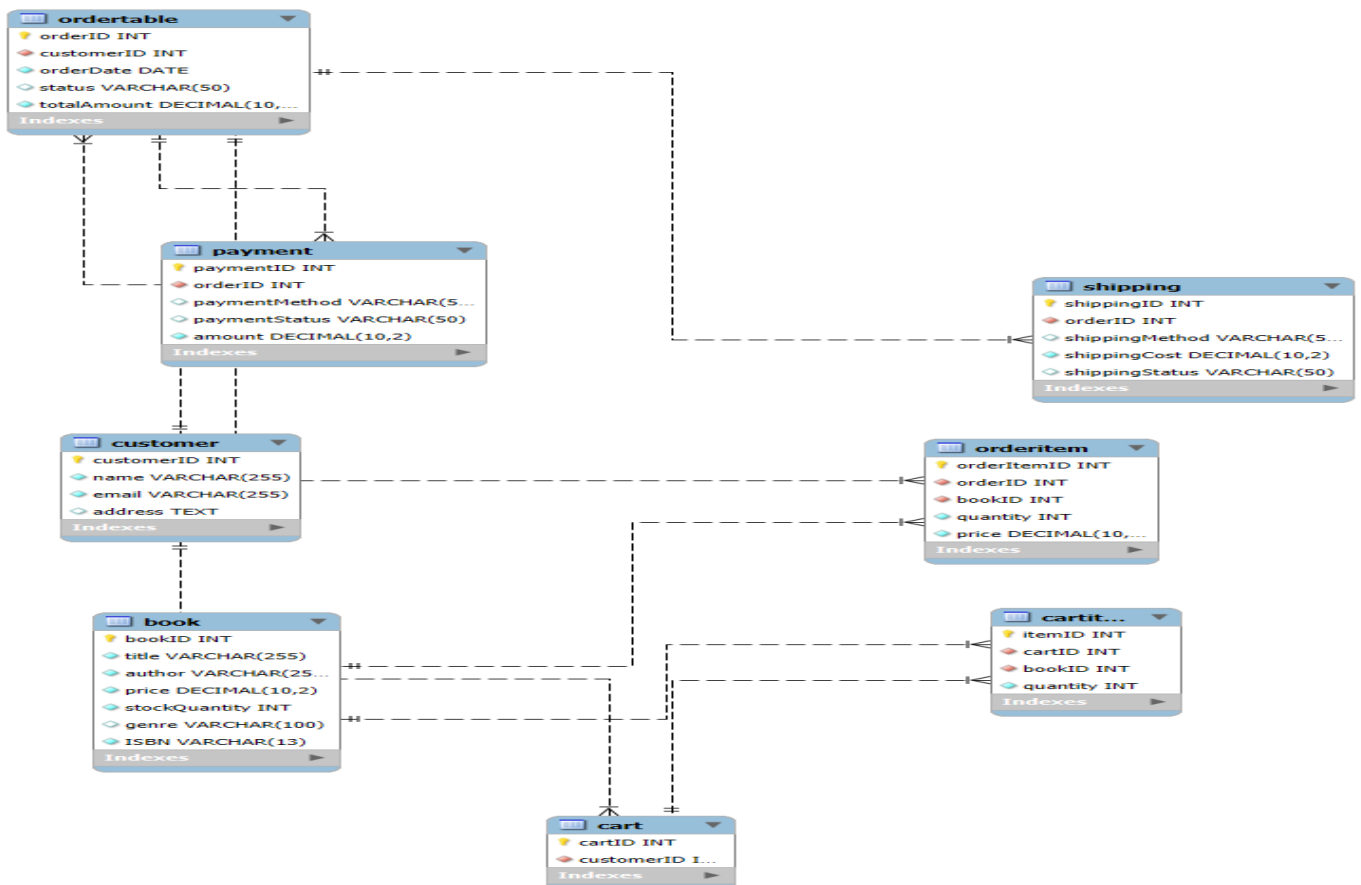 ordertable
orderID INT
customerID INT
orderDate DATE
status VARCHAR(50)
totalAmount DECIMAL(10,...
Indexes
payment
paymentID INT
orderID INT
paymentMethod VARCHAR(5...
paymentStatus VARCHAR(50)
amount DECIMAL(10,2)
Indexes
shipping
shippingID INT
orderID INT
shippingMethod VARCHAR(5...
shippingCost DECIMAL(10,2)
shippingStatus VARCHAR(50)
Indexes
customer
customerID INT
name VARCHAR(255)
email VARCHAR(255)
address TEXT
Indexes
orderitem
orderItemID INT
orderID INT
bookID INT
quantity INT
price DECIMAL(10,...
Indexes
book
bookID INT
title VARCHAR(255)
author VARCHAR(25...
price DECIMAL(10,2)
stockQuantity INT
genre VARCHAR(100)
ISBN VARCHAR(13)
Indexes
cartit...
itemID INT
cartID INT
bookID INT
quantity INT
Indexes
cart
cartID INT
customerID I...
Indexes